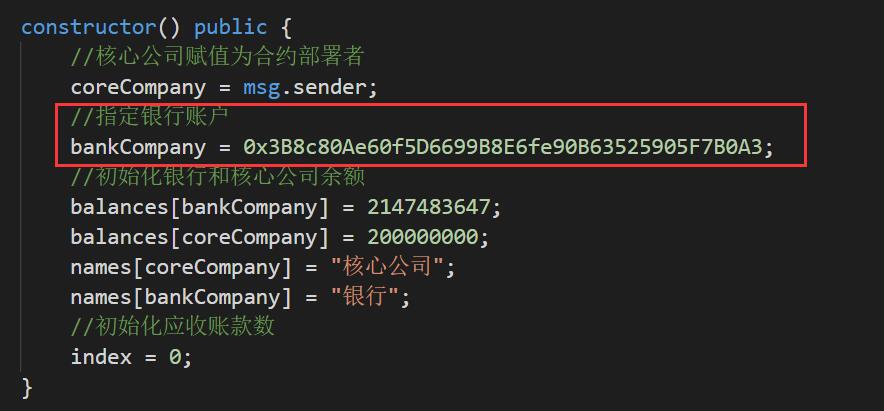 constructor() public {
//核心公司赋值为合约部署者
coreCompany = msg.sender;
//指定银行账户
bankCompany = 0x3B8c80Ae60f5D6699B8E6fe90B63525905F7B0A3;
//初始化银行和核心公司余额
balances[bankCompany] = 2147483647;
balances[coreCompany] = 200000000;
names[coreCompany] = "核心公司";
names[bankCompany] = "银行";
//初始化应收账款数
index = 0;
}